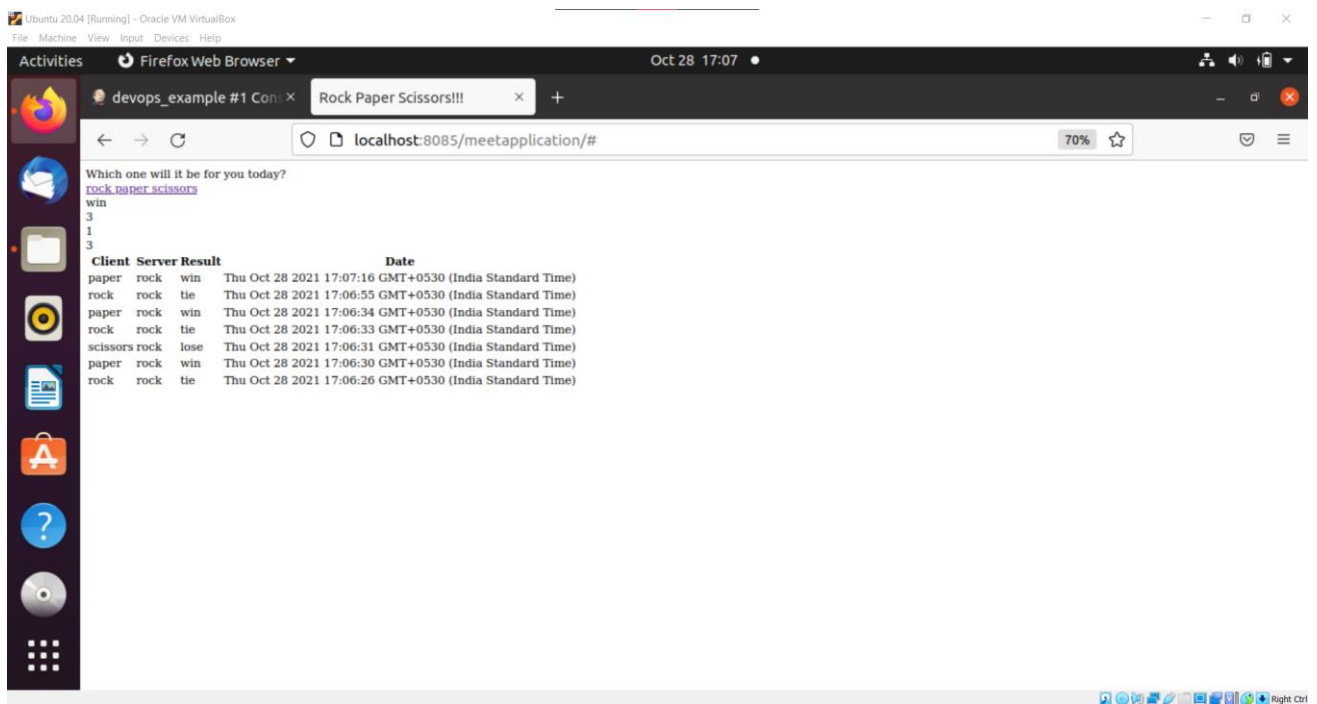 Ubuntu 20.04 [Running] - Oracle VM VirtualBox
File Machine View Input Devices Help
Activities Firefox Web Browser Oct 28 17:07
devops_example #1 Cons Rock Paper Scissors!!!
localhost:8085/meetapplication/# 70%
Which one will it be for you today?
rock paper scissors
win
3
1
3
Client Server Result Date
paper rock win Thu Oct 28 2021 17:07:16 GMT+0530 (India Standard Time)
rock rock tie Thu Oct 28 2021 17:06:55 GMT+0530 (India Standard Time)
paper rock win Thu Oct 28 2021 17:06:34 GMT+0530 (India Standard Time)
rock rock tie Thu Oct 28 2021 17:06:33 GMT+0530 (India Standard Time)
scissors rock lose Thu Oct 28 2021 17:06:31 GMT+0530 (India Standard Time)
paper rock win Thu Oct 28 2021 17:06:30 GMT+0530 (India Standard Time)
rock rock tie Thu Oct 28 2021 17:06:26 GMT+0530 (India Standard Time)
Right Ctrl